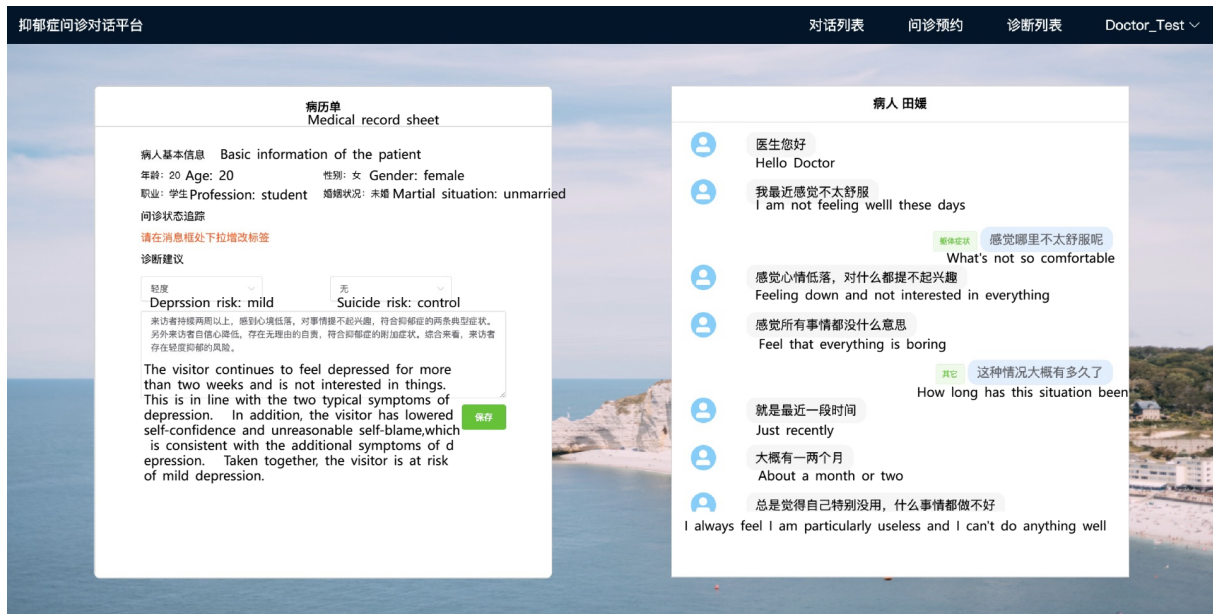 抑郁症问诊对话平台
对话列表 问诊预约 诊断列表 Doctor_Test
病历单
Medical record sheet
病人基本信息 Basic information of the patient
年龄: 20 Age: 20 性别: 女 Gender: female
职业: 学生 Profession: student 婚姻状况: 未婚 Martial situation: unmarried
问诊状态追踪
请在消息框处下拉增改标签
诊断建议
轻度 无
Deprssion risk: mild Suicide risk: control
来访者持续两周以上，感到心境低落，对事情提不起兴趣，符合抑郁症的两条典型症状。
另外来访者自信心降低，存在无理由的自责，符合抑郁症的附加症状。综合来看，来访者
存在轻度抑郁的风险。
The visitor continues to feel depressed for more
than two weeks and is not interested in things.
This is in line with the two typical symptoms of
depression. In addition, the visitor has lowered
self-confidence and unreasonable self-blame,which
is consistent with the additional symptoms of d
epression. Taken together, the visitor is at risk
of mild depression.
保存
病人 田媛
医生您好
Hello Doctor
我最近感觉不太舒服
I am not feeling welll these days
躯体症状 感觉哪里不太舒服呢
What's not so comfortable
感觉心情低落，对什么都提不起兴趣
Feeling down and not interested in everything
感觉所有事情都没什么意思
Feel that everything is boring
其它 这种情况大概有多久了
How long has this situation been
就是最近一段时间
Just recently
大概有一两个月
About a month or two
总是觉得自己特别没用，什么事情都做不好
I always feel I am particularly useless and I can't do anything well